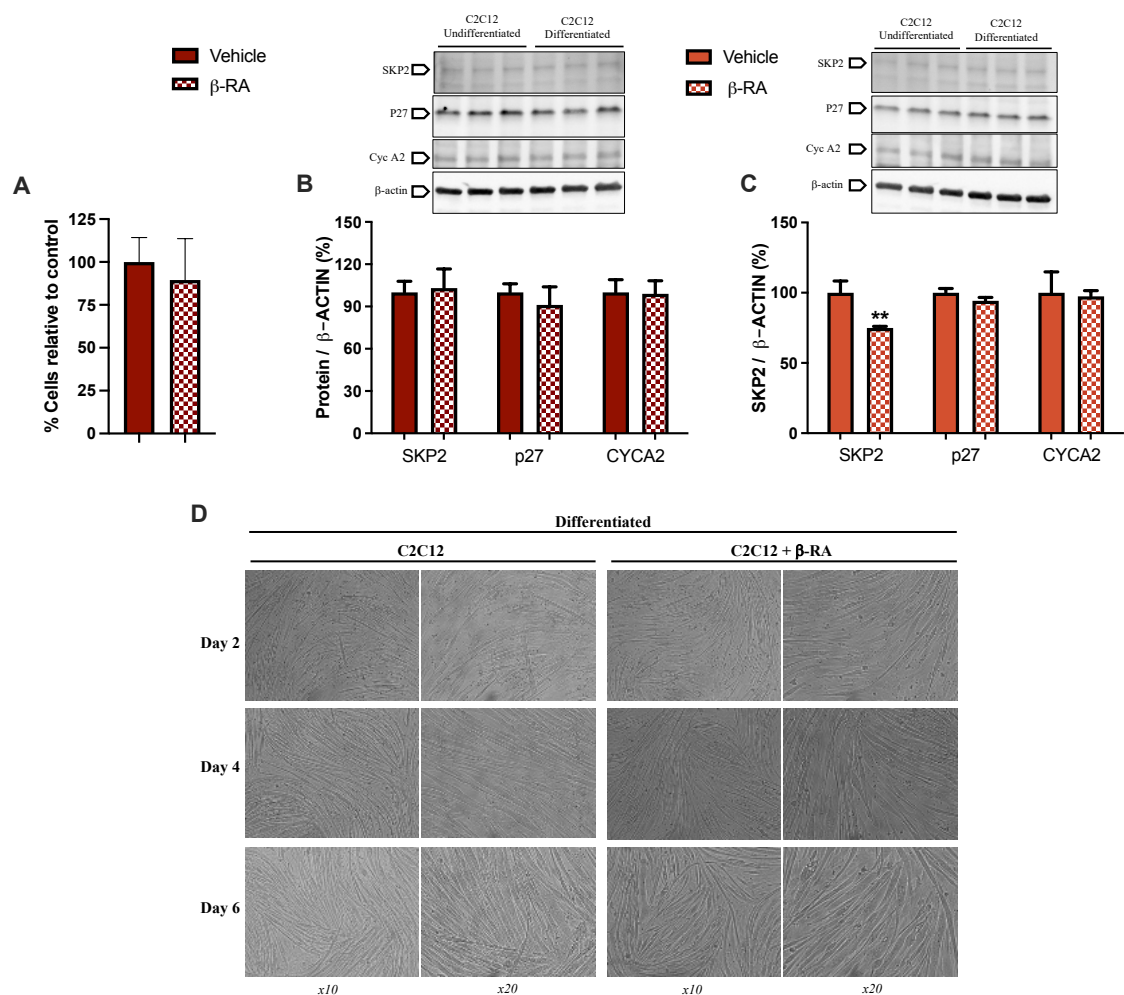 C2C12
Undifferentiated
C2C12
Differentiated
SKP2
P27
Cyc A2
β-actin
Vehicle
β-RA
C2C12
Undifferentiated
C2C12
Differentiated
SKP2
P27
Cyc A2
β-actin
Vehicle
β-RA
A
% Cells relative to control
125
100
75
50
25
0
B
Protein / β−ACTIN (%)
150
120
90
60
30
0
SKP2
p27
CYCA2
C
SKP2 / β−ACTIN (%)
150
100
50
0
**
SKP2
p27
CYCA2
D
Differentiated
C2C12
C2C12 + β-RA
Day 2
Day 4
Day 6
x10
x20
x10
x20